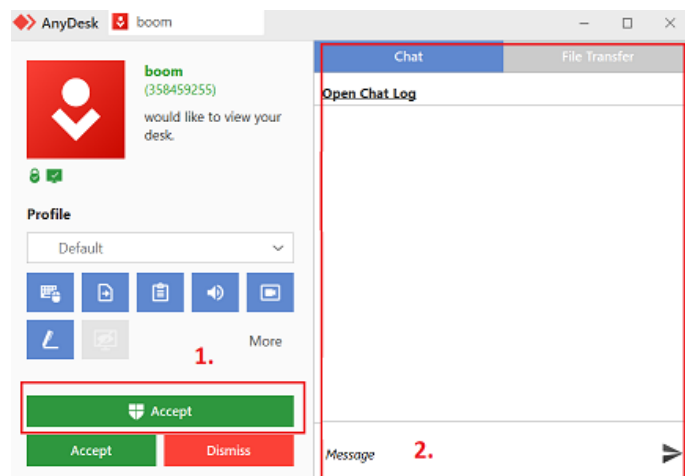 AnyDesk
boom
boom
(358459255)
would like to view your
desk.
Profile
Default
More
1.
Accept
Accept
Dismiss
Chat
File Transfer
Open Chat Log
Message
2.